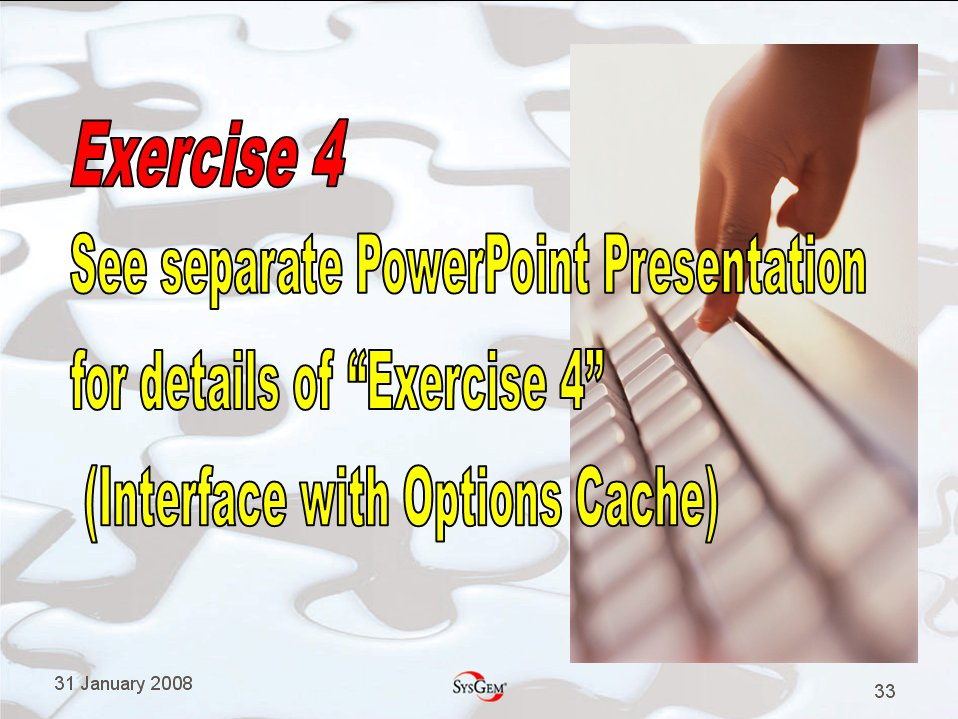 Exercise 4
See separate PowerPoint Presentation
for details of “Exercise 4”
(Interface with Options Cache)
31 January 2008
SYSGEM®
33